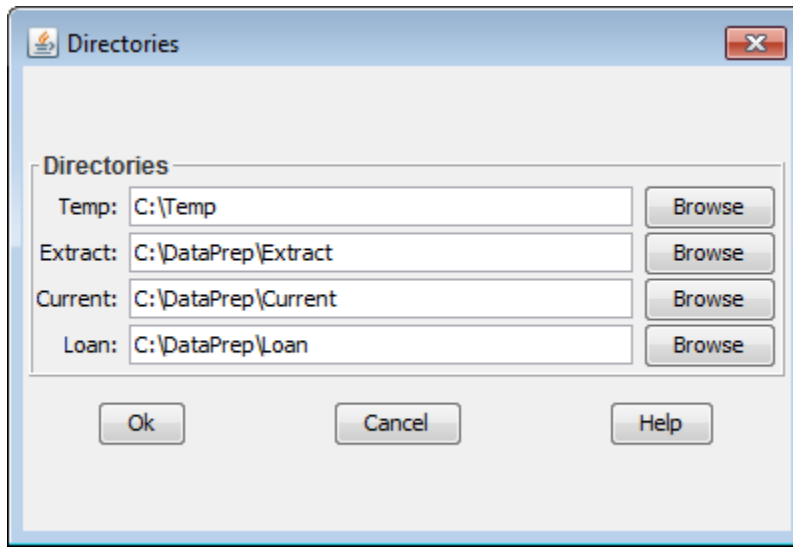 Directories
Directories
Temp: C:\Temp Browse
Extract: C:\DataPrep\Extract Browse
Current: C:\DataPrep\Current Browse
Loan: C:\DataPrep\Loan Browse
Ok Cancel Help